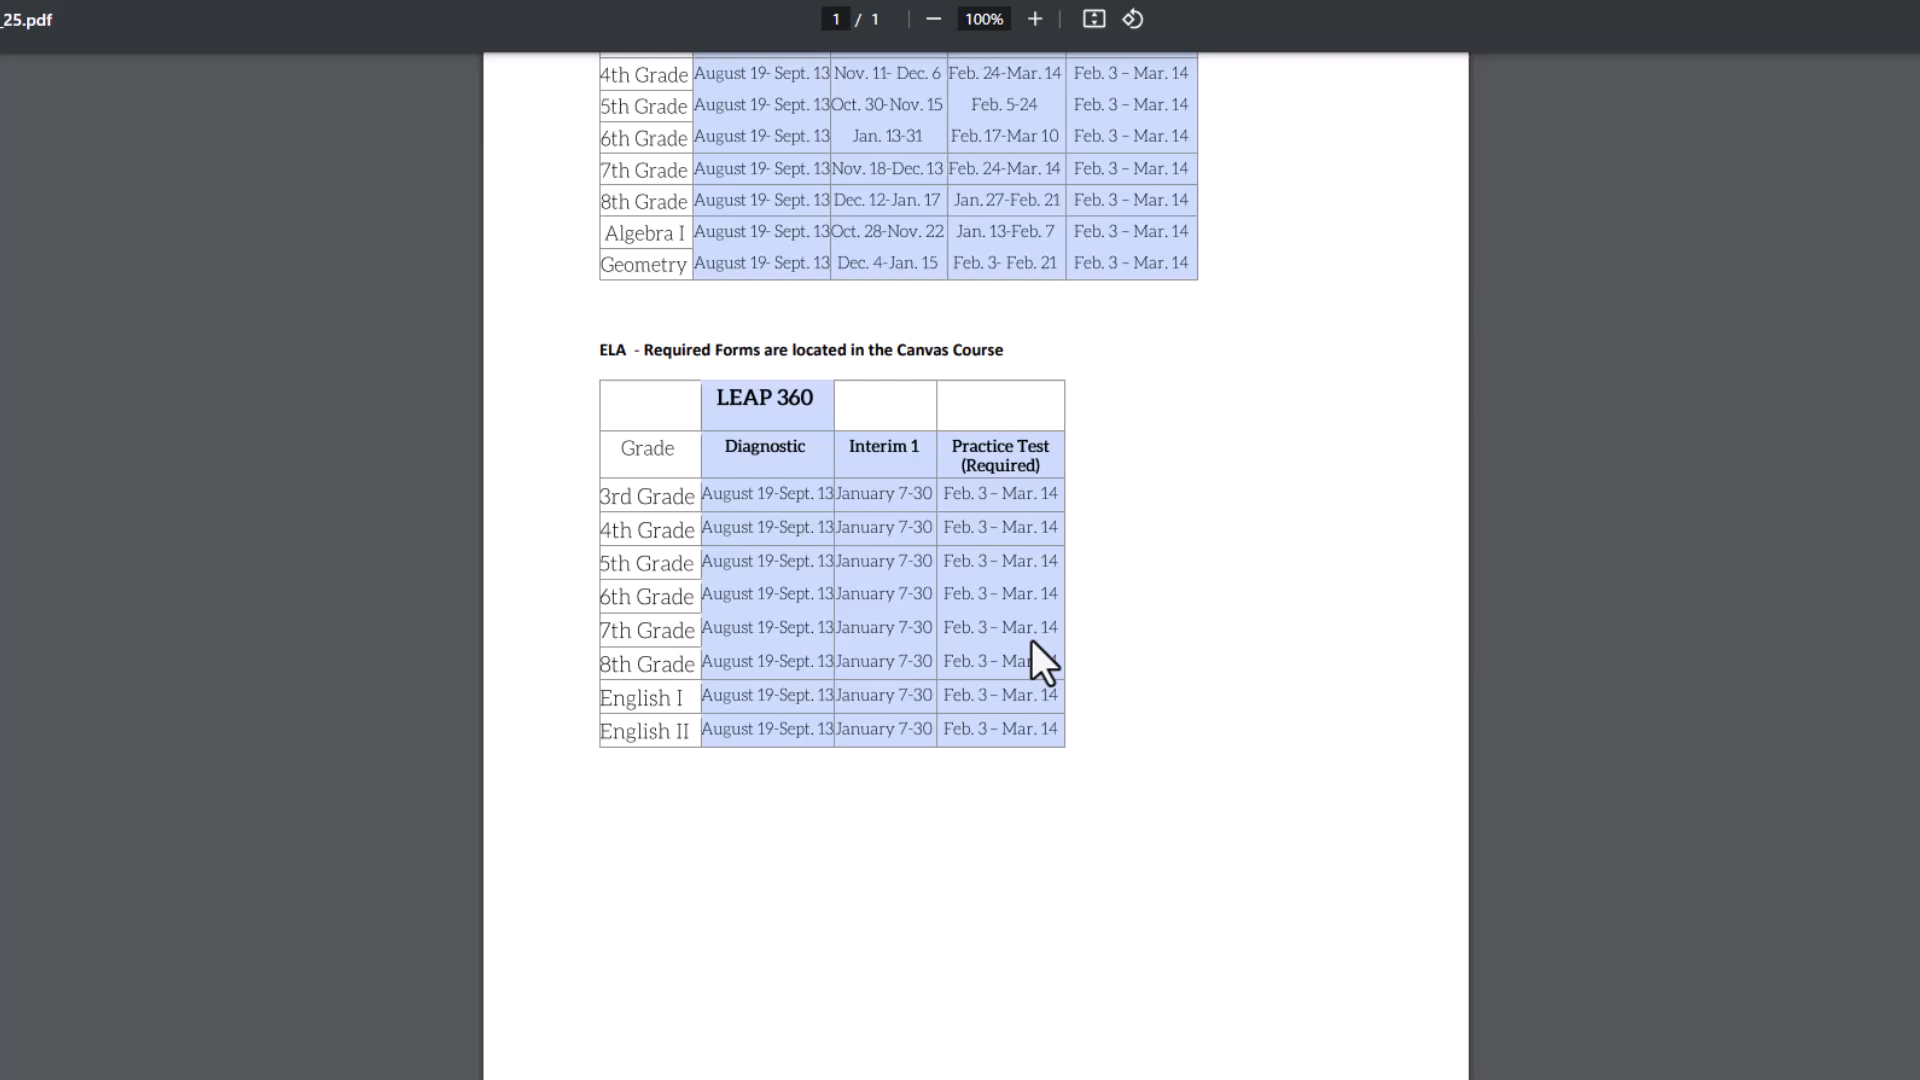 _25.pdf
1 / 1
100%
4th Grade August 19- Sept. 13 Nov. 11- Dec. 6 Feb. 24-Mar. 14 Feb. 3 – Mar. 14
5th Grade August 19- Sept. 13 Oct. 30-Nov. 15 Feb. 5-24 Feb. 3 – Mar. 14
6th Grade August 19- Sept. 13 Jan. 13-31 Feb. 17-Mar 10 Feb. 3 – Mar. 14
7th Grade August 19- Sept. 13 Nov. 18-Dec. 13 Feb. 24-Mar. 14 Feb. 3 – Mar. 14
8th Grade August 19- Sept. 13 Dec. 12-Jan. 17 Jan. 27-Feb. 21 Feb. 3 – Mar. 14
Algebra I August 19- Sept. 13 Oct. 28-Nov. 22 Jan. 13-Feb. 7 Feb. 3 – Mar. 14
Geometry August 19- Sept. 13 Dec. 4-Jan. 15 Feb. 3- Feb. 21 Feb. 3 – Mar. 14
ELA - Required Forms are located in the Canvas Course
LEAP 360
Grade Diagnostic Interim 1 Practice Test
(Required)
3rd Grade August 19-Sept. 13 January 7-30 Feb. 3 – Mar. 14
4th Grade August 19-Sept. 13 January 7-30 Feb. 3 – Mar. 14
5th Grade August 19-Sept. 13 January 7-30 Feb. 3 – Mar. 14
6th Grade August 19-Sept. 13 January 7-30 Feb. 3 – Mar. 14
7th Grade August 19-Sept. 13 January 7-30 Feb. 3 – Mar. 14
8th Grade August 19-Sept. 13 January 7-30 Feb. 3 – Mar
English I August 19-Sept. 13 January 7-30 Feb. 3 – Mar. 14
English II August 19-Sept. 13 January 7-30 Feb. 3 – Mar. 14